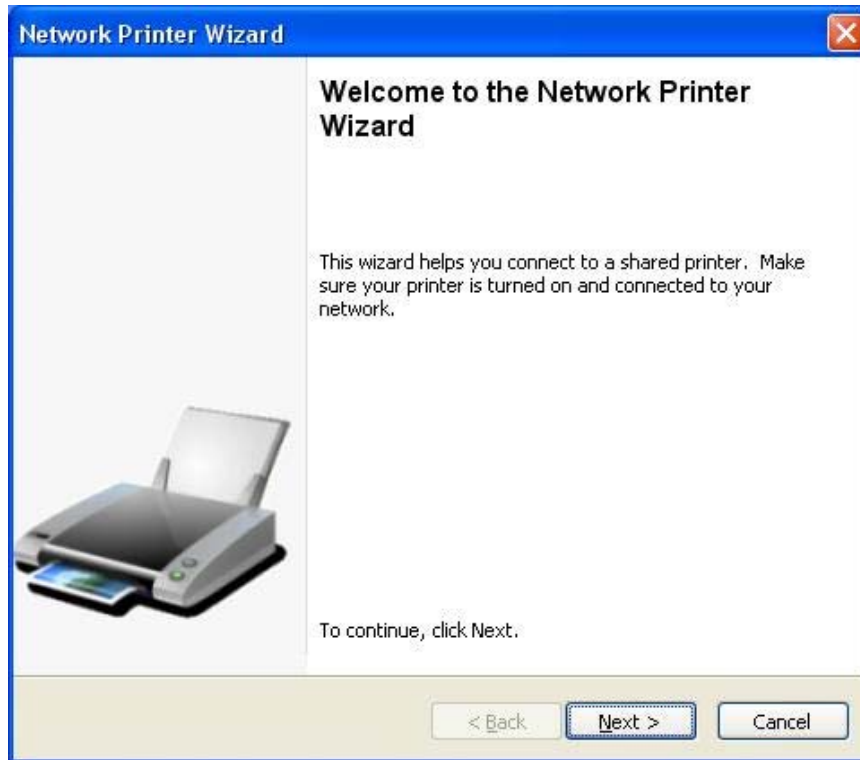 Network Printer Wizard
Welcome to the Network Printer
Wizard
This wizard helps you connect to a shared printer.  Make
sure your printer is turned on and connected to your
network.
To continue, click Next.
< Back
Next >
Cancel